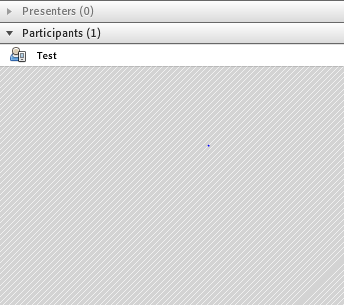 Presenters (0)
Participants (1)
Test